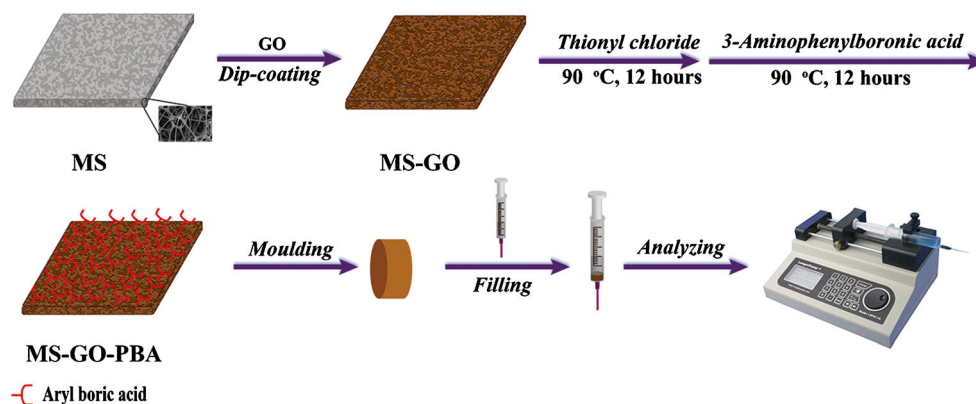 GO
Dip-coating
Thionyl chloride
90 °C, 12 hours
3-Aminophenylboronic acid
90 °C, 12 hours
MS
MS-GO
Moulding
Filling
Analyzing
MS-GO-PBA
Aryl boric acid